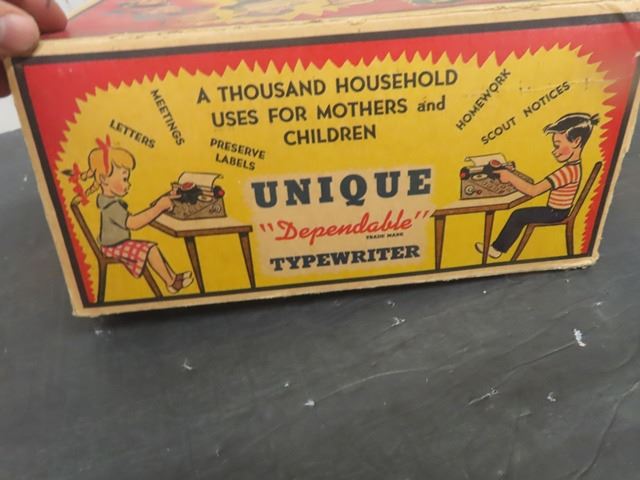 A THOUSAND HOUSEHOLD
USES FOR MOTHERS and
CHILDREN
LETTERS
MEETINGS
PRESERVE
LABELS
HOMEWORK
SCOUT NOTICES
UNIQUE
"Dependable"
TRADE MARK
TYPEWRITER